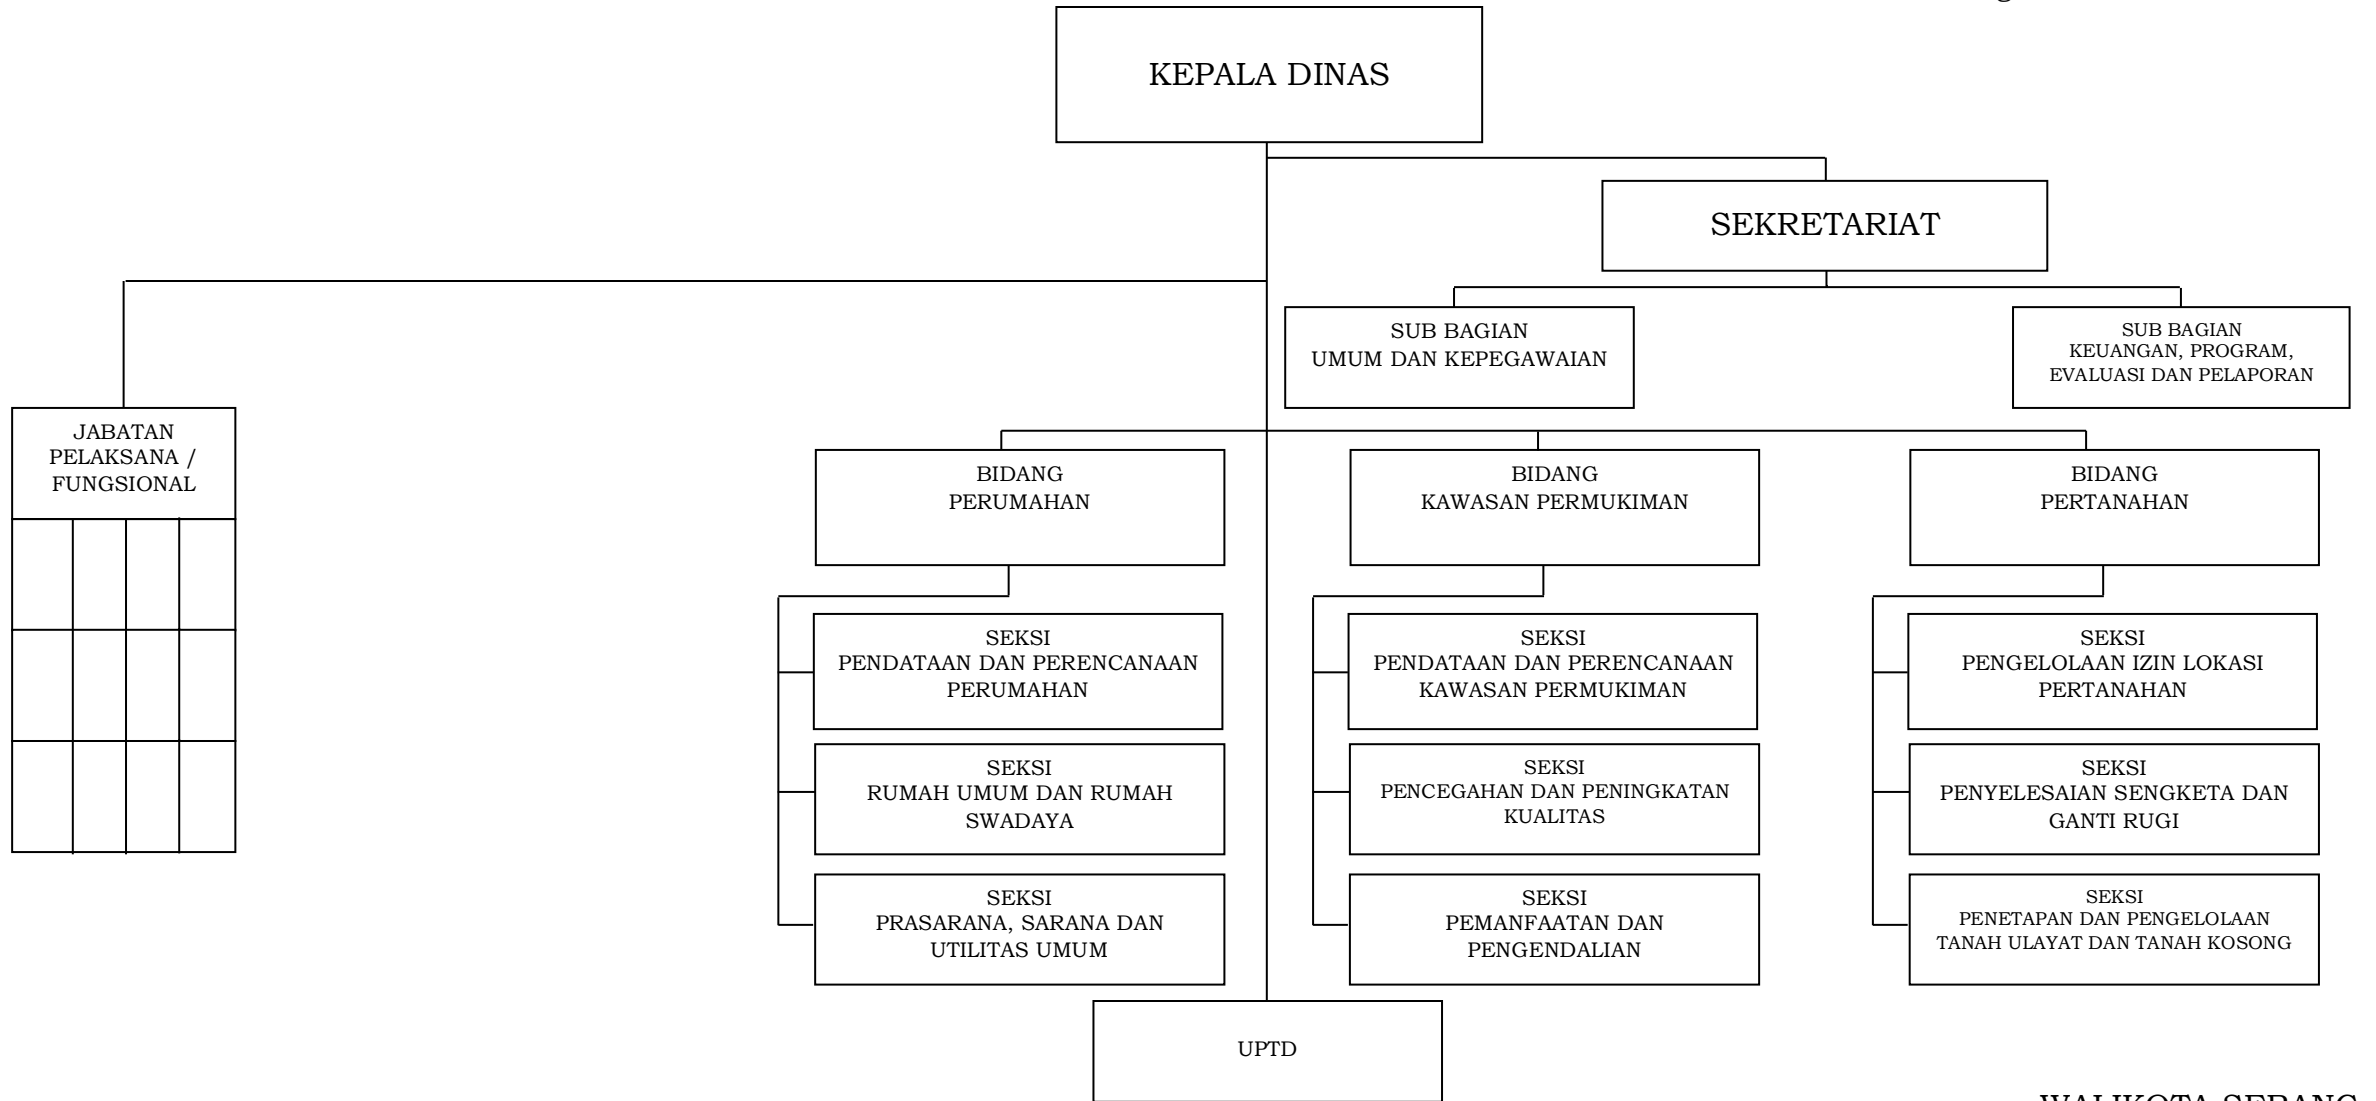 KEPALA DINAS
SEKRETARIAT
SUB BAGIAN
UMUM DAN KEPEGAWAIAN
SUB BAGIAN
KEUANGAN, PROGRAM,
EVALUASI DAN PELAPORAN
JABATAN
PELAKSANA /
FUNGSIONAL
BIDANG
PERUMAHAN
BIDANG
KAWASAN PERMUKIMAN
BIDANG
PERTANAHAN
SEKSI
PENDATAAN DAN PERENCANAAN
PERUMAHAN
SEKSI
PENDATAAN DAN PERENCANAAN
KAWASAN PERMUKIMAN
SEKSI
PENGELOLAAN IZIN LOKASI
PERTANAHAN
SEKSI
RUMAH UMUM DAN RUMAH
SWADAYA
SEKSI
PENCEGAHAN DAN PENINGKATAN
KUALITAS
SEKSI
PENYELESAIAN SENGKETA DAN
GANTI RUGI
SEKSI
PRASARANA, SARANA DAN
UTILITAS UMUM
SEKSI
PEMANFAATAN DAN
PENGENDALIAN
SEKSI
PENETAPAN DAN PENGELOLAAN
TANAH ULAYAT DAN TANAH KOSONG
UPTD
WALIKOTA SERANG